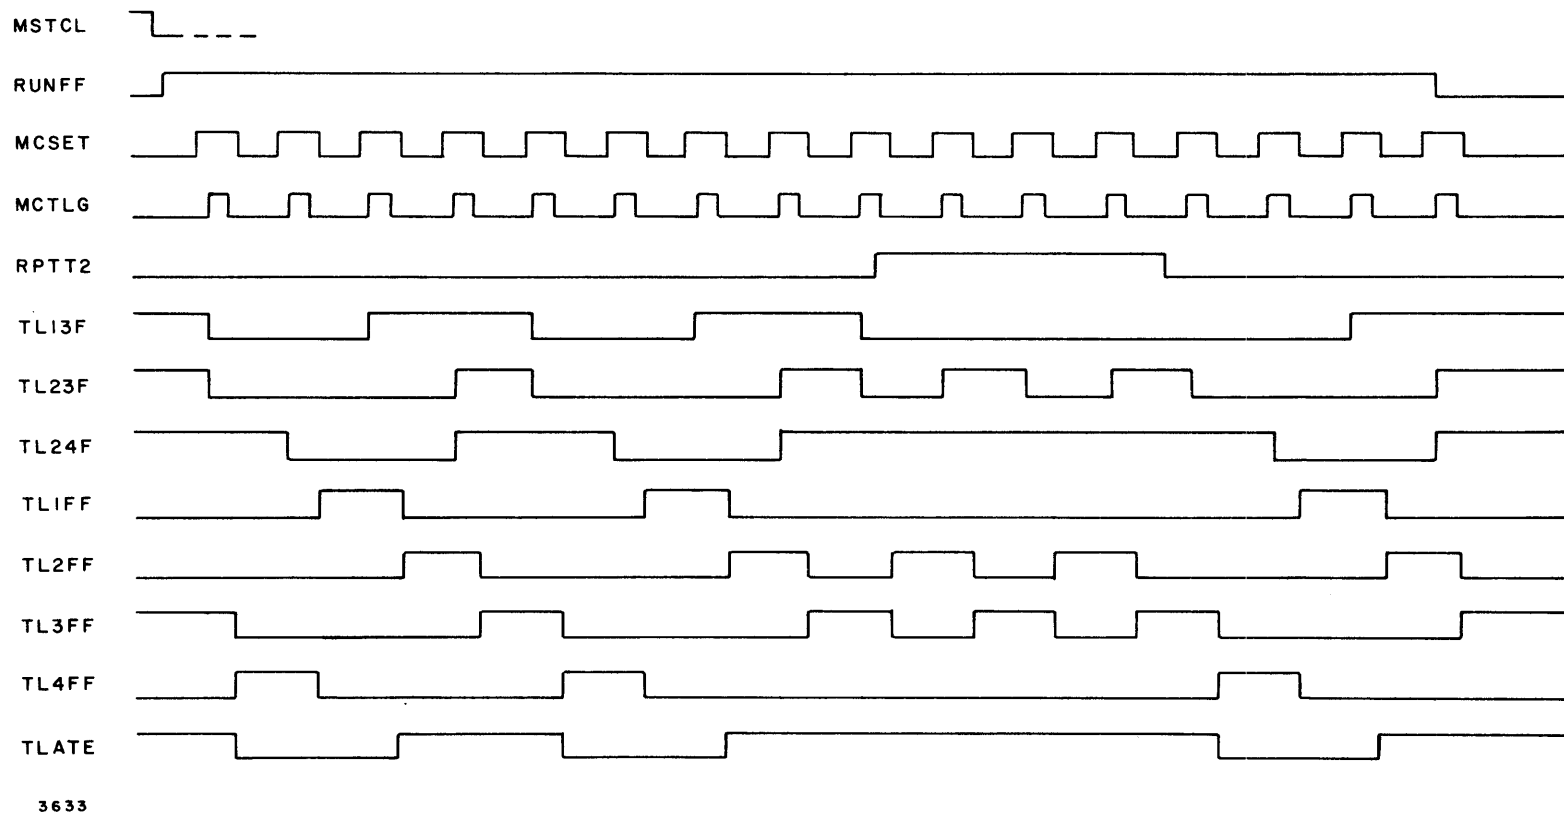 MSTCL
RUNFF
MCSET
MCTLG
RPTT2
TL13F
TL23F
TL24F
TL1FF
TL2FF
TL3FF
TL4FF
TLATE
3633